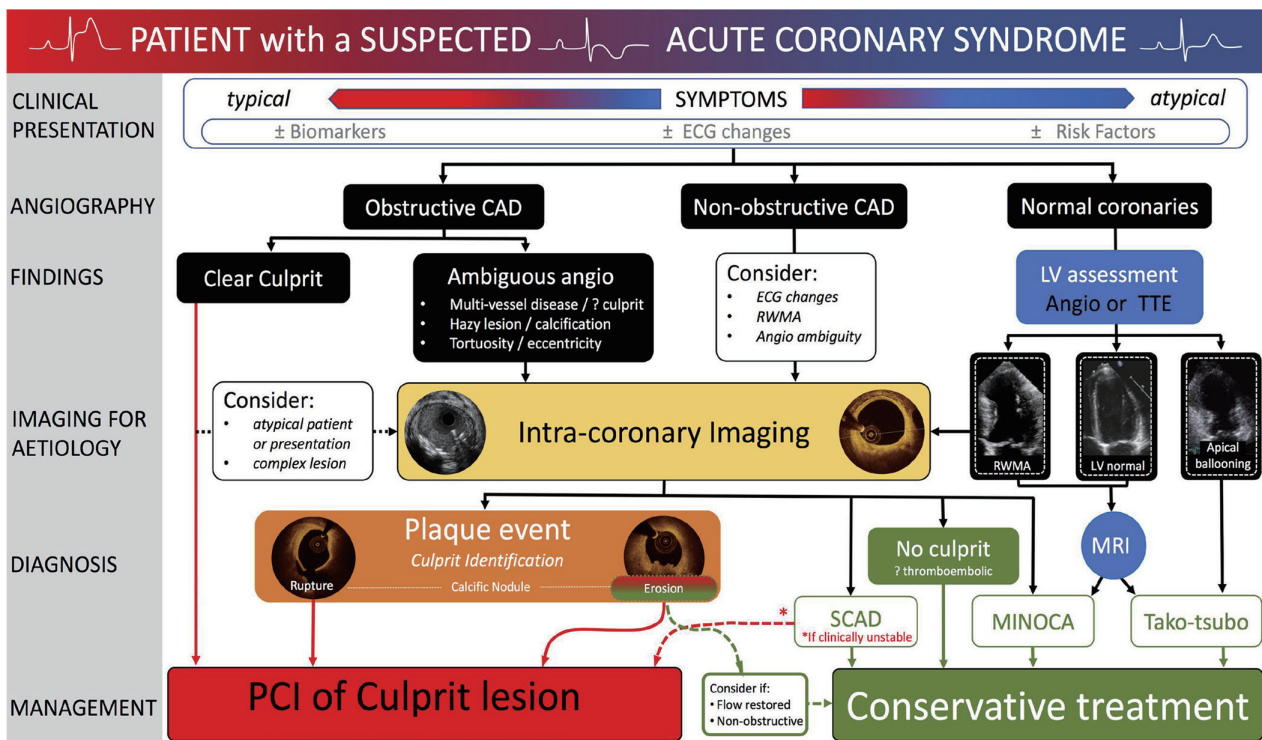 PATIENT with a SUSPECTED ACUTE CORONARY SYNDROME
CLINICAL
PRESENTATION
typical
SYMPTOMS
atypical
± Biomarkers
± ECG changes
± Risk Factors
ANGIOGRAPHY
Obstructive CAD
Non-obstructive CAD
Normal coronaries
FINDINGS
Clear Culprit
Ambiguous angio
• Multi-vessel disease / ? culprit
• Hazy lesion / calcification
• Tortuosity / eccentricity
Consider:
• ECG changes
• RWMA
• Angio ambiguity
LV assessment
Angio or TTE
IMAGING FOR
AETIOLOGY
Consider:
• atypical patient
or presentation
• complex lesion
Intra-coronary Imaging
RWMA
LV normal
Apical
ballooning
DIAGNOSIS
Plaque event
Culprit Identification
Rupture
Calcific Nodule
Erosion
No culprit
? thromboembolic
MRI
*
SCAD
*If clinically unstable
MINOCA
Tako-tsubo
MANAGEMENT
PCI of Culprit lesion
Consider if:
• Flow restored
• Non-obstructive
Conservative treatment